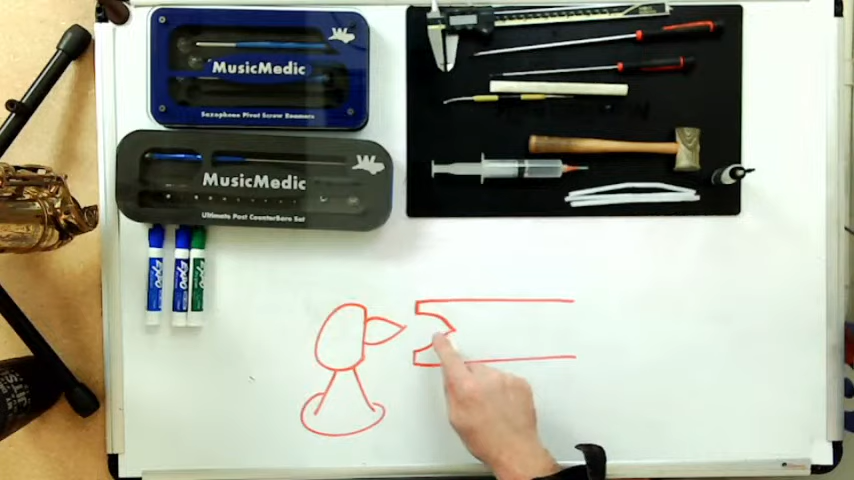 MusicMedic
Saxophone Pivot Screw Reamers
MusicMedic
Ultimate Post CounterBore Set
EXPO
EXPO
EXPO